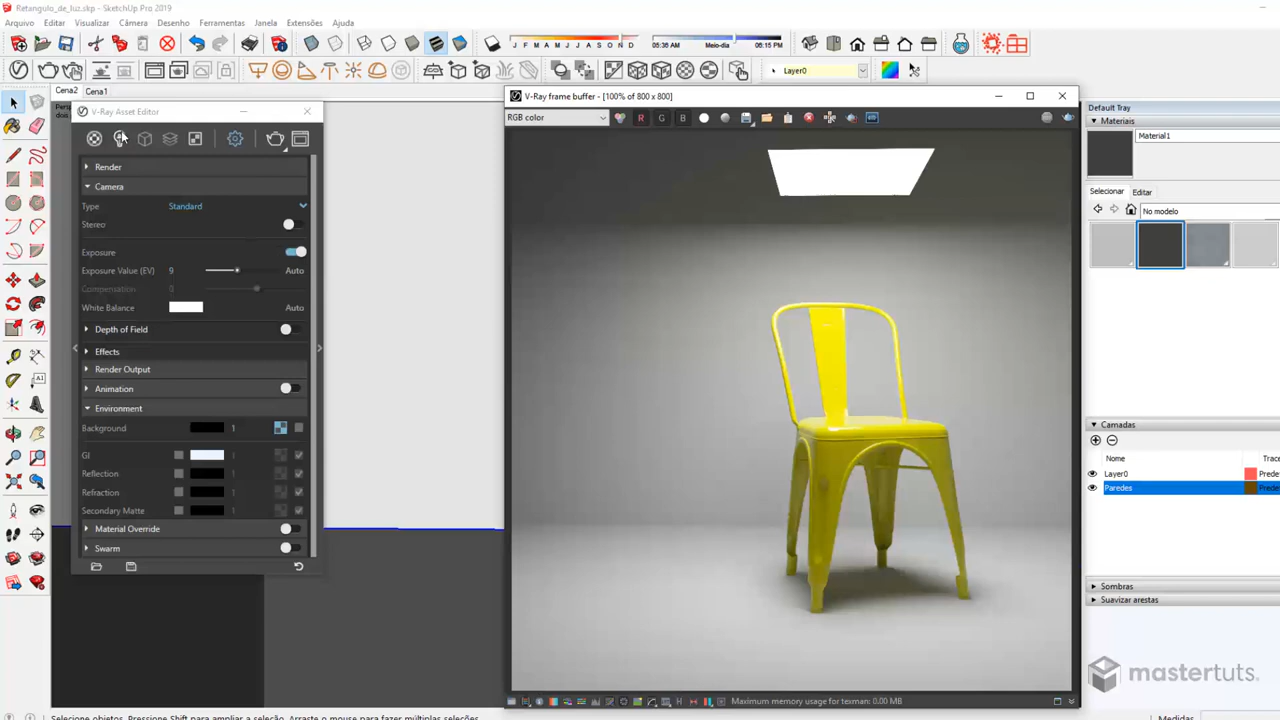 Retangulo_de_luz.skp - SketchUp Pro 2019
Arquivo Editar Visualizar Câmera Desenho Ferramentas Janela Extensões Ajuda
J F M A M J J A S O N D
05:36 AM Meio-dia 06:15 PM
Layer0
Cena2 Cena1
V-Ray Asset Editor
Render
Camera
Type Standard
Stereo
Exposure
Exposure Value (EV) 9 Auto
Compensation 0
White Balance Auto
Depth of Field
Effects
Render Output
Animation
Environment
Background 1
GI 1
Reflection 1
Refraction 1
Secondary Matte 1
Material Override
Swarm
V-Ray frame buffer - [100% of 800 x 800]
RGB color R G B
Maximum memory usage for texman: 0.00 MB
Default Tray
Materiais
Material1
Selecionar Editar
No modelo
Camadas
Nome Trace
Layer0 Prede
Paredes Prede
Sombras
Suavizar arestas
mastertuts.
Selecione objetos. Pressione Shift para ampliar a seleção. Arraste o mouse para fazer múltiplas seleções.
Medidas